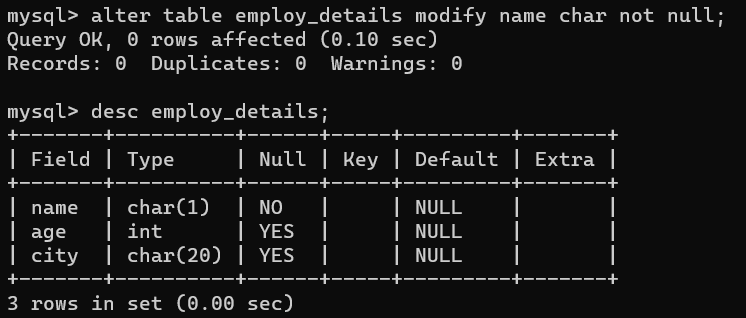 mysql> alter table employ_details modify name char not null;
Query OK, 0 rows affected (0.10 sec)
Records: 0  Duplicates: 0  Warnings: 0

mysql> desc employ_details;
+-------+----------+------+-----+---------+-------+
| Field | Type     | Null | Key | Default | Extra |
+-------+----------+------+-----+---------+-------+
| name  | char(1)  | NO   |     | NULL    |       |
| age   | int      | YES  |     | NULL    |       |
| city  | char(20) | YES  |     | NULL    |       |
+-------+----------+------+-----+---------+-------+
3 rows in set (0.00 sec)